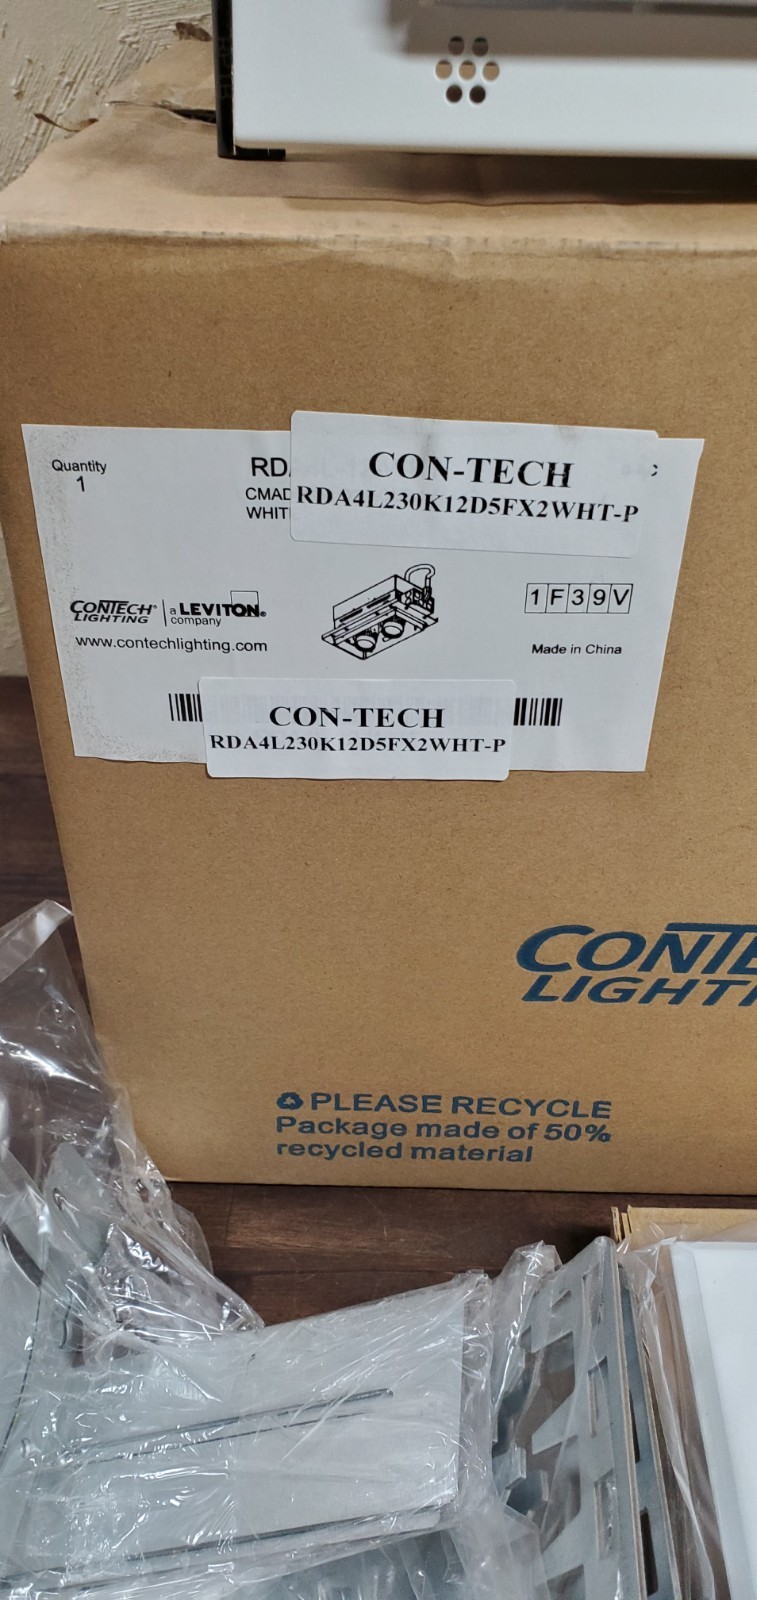 Quantity
1
RDA
CMAD
WHIT
CON-TECH
RDA4L230K12D5FX2WHT-P
CONTECH
LIGHTING
a LEVITON®
company
www.contechlighting.com
1F39V
Made in China
CON-TECH
RDA4L230K12D5FX2WHT-P
CONTE
LIGHTI
PLEASE RECYCLE
Package made of 50%
recycled material